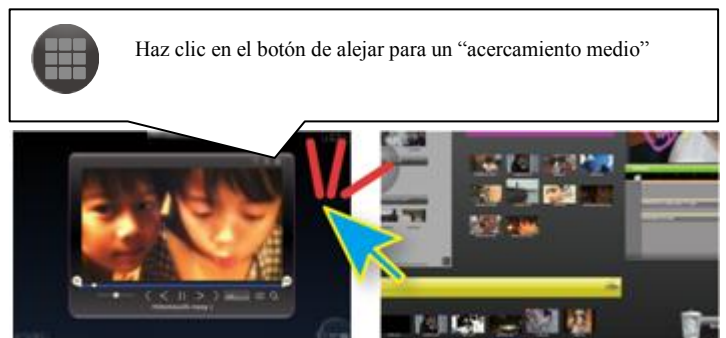 Haz clic en el botón de alejar para un “acercamiento medio”